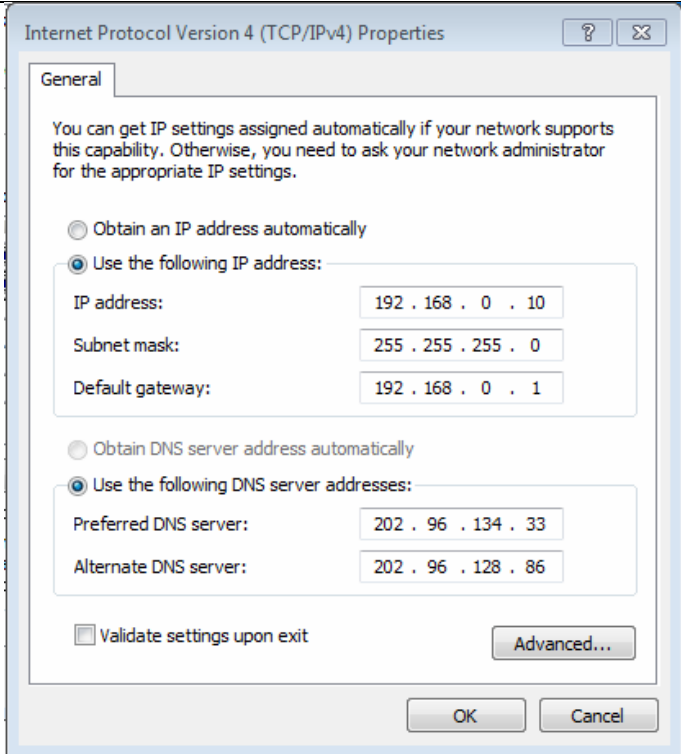 Internet Protocol Version 4 (TCP/IPv4) Properties
General
You can get IP settings assigned automatically if your network supports
this capability. Otherwise, you need to ask your network administrator
for the appropriate IP settings.
Obtain an IP address automatically
Use the following IP address:
IP address: 192 . 168 . 0 . 10
Subnet mask: 255 . 255 . 255 . 0
Default gateway: 192 . 168 . 0 . 1
Obtain DNS server address automatically
Use the following DNS server addresses:
Preferred DNS server: 202 . 96 . 134 . 33
Alternate DNS server: 202 . 96 . 128 . 86
Validate settings upon exit
Advanced...
OK Cancel